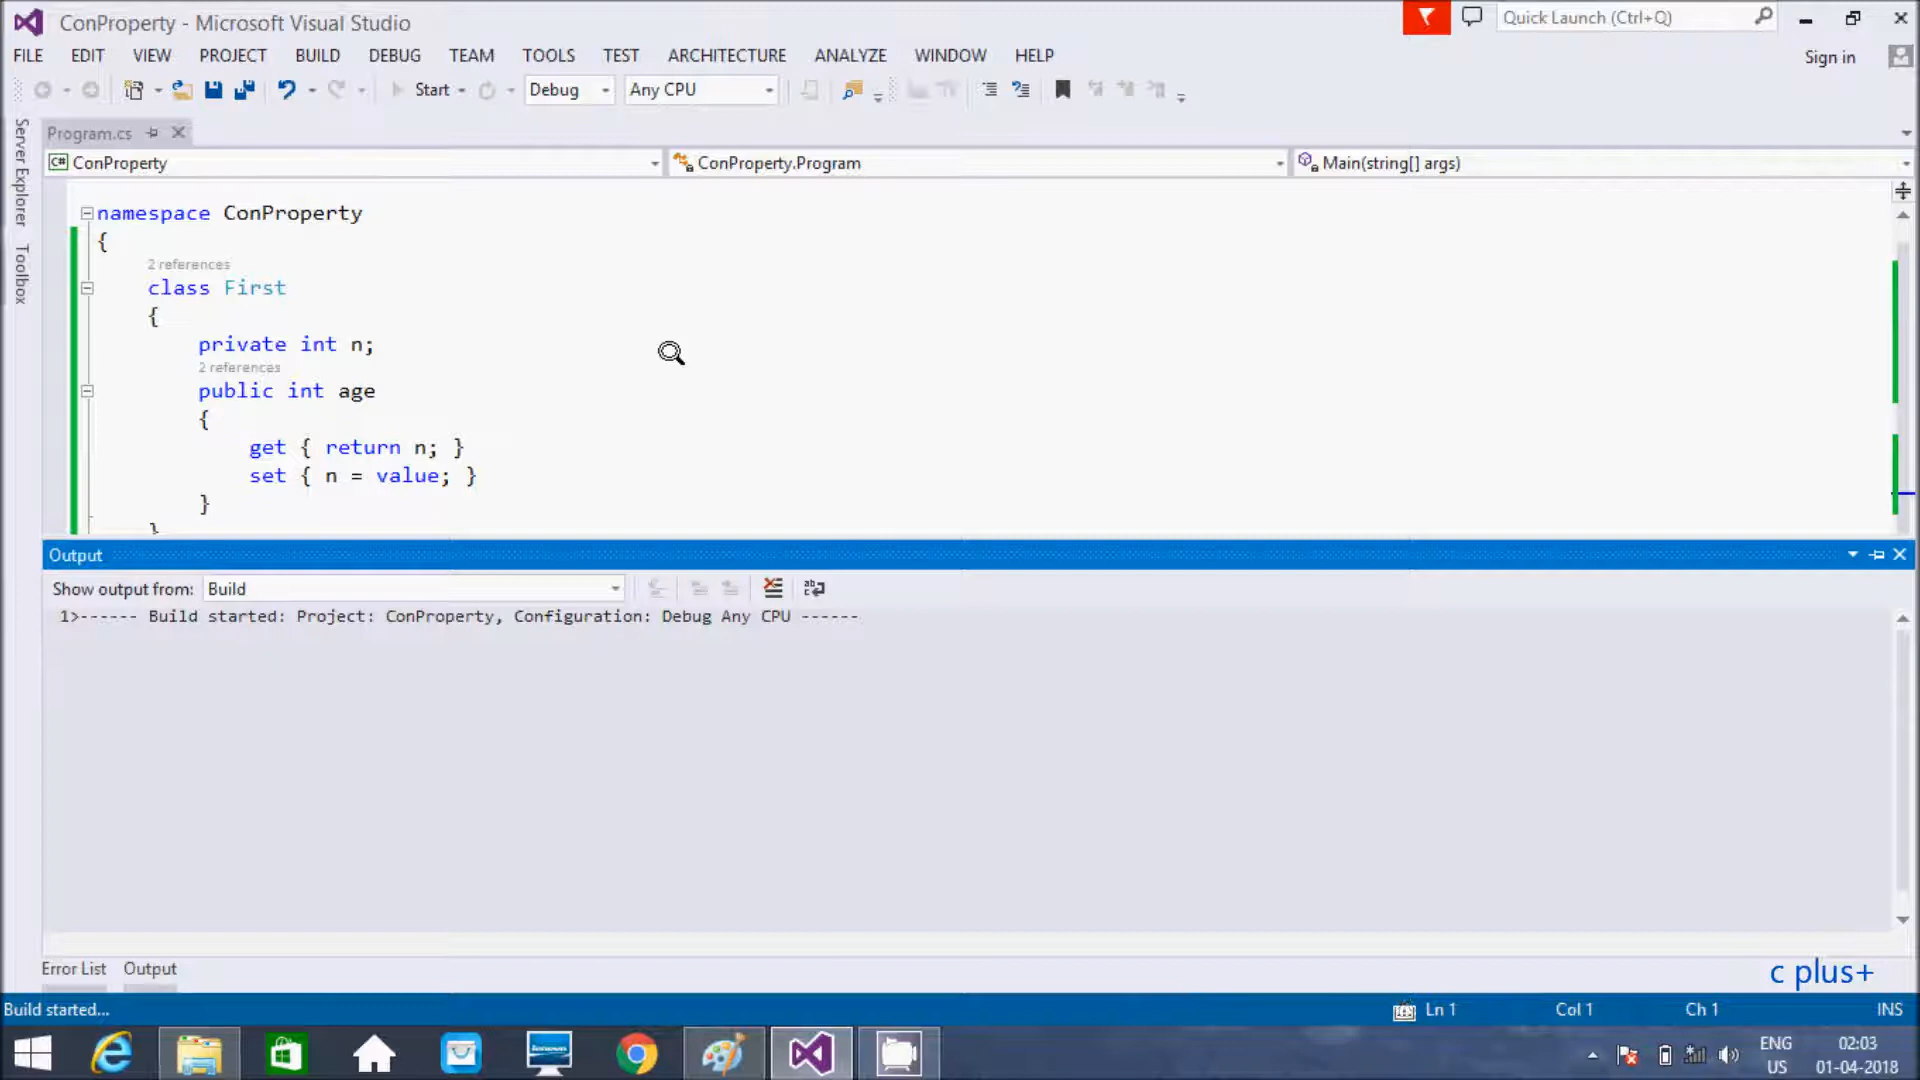 ConProperty - Microsoft Visual Studio
Quick Launch (Ctrl+Q)
FILE EDIT VIEW PROJECT BUILD DEBUG TEAM TOOLS TEST ARCHITECTURE ANALYZE WINDOW HELP
Sign in
Start Debug Any CPU
Server Explorer
Toolbox
Program.cs
C# ConProperty ConProperty.Program Main(string[] args)
namespace ConProperty
{
2 references
class First
{
private int n;
2 references
public int age
{
get { return n; }
set { n = value; }
}
}
Output
Show output from: Build
1>------ Build started: Project: ConProperty, Configuration: Debug Any CPU ------
Error List Output
c plus+
Build started...
Ln 1 Col 1 Ch 1 INS
ENG 02:03
US 01-04-2018